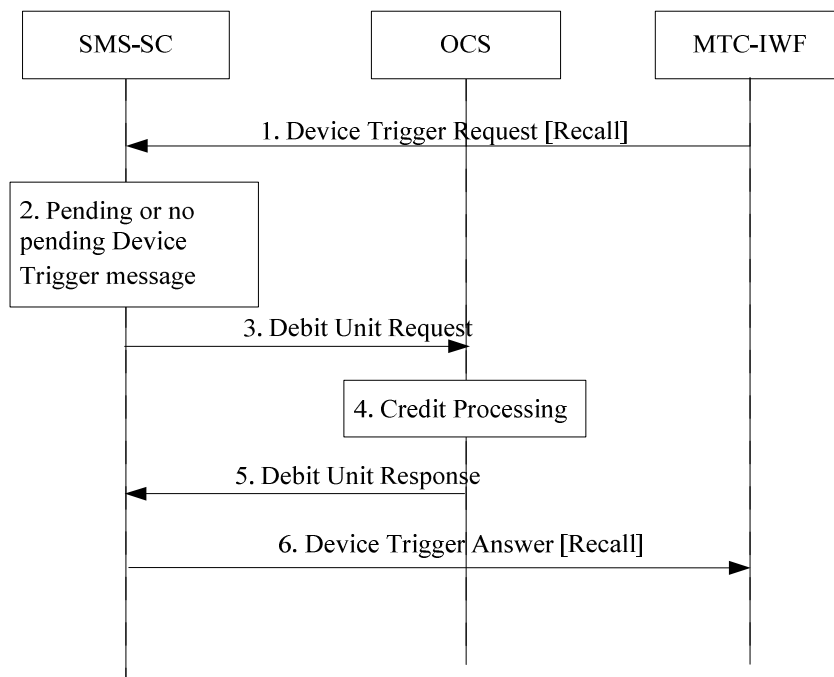 SMS-SC
OCS
MTC-IWF
1. Device Trigger Request [Recall]
2. Pending or no
pending Device
Trigger message
3. Debit Unit Request
4. Credit Processing
5. Debit Unit Response
6. Device Trigger Answer [Recall]